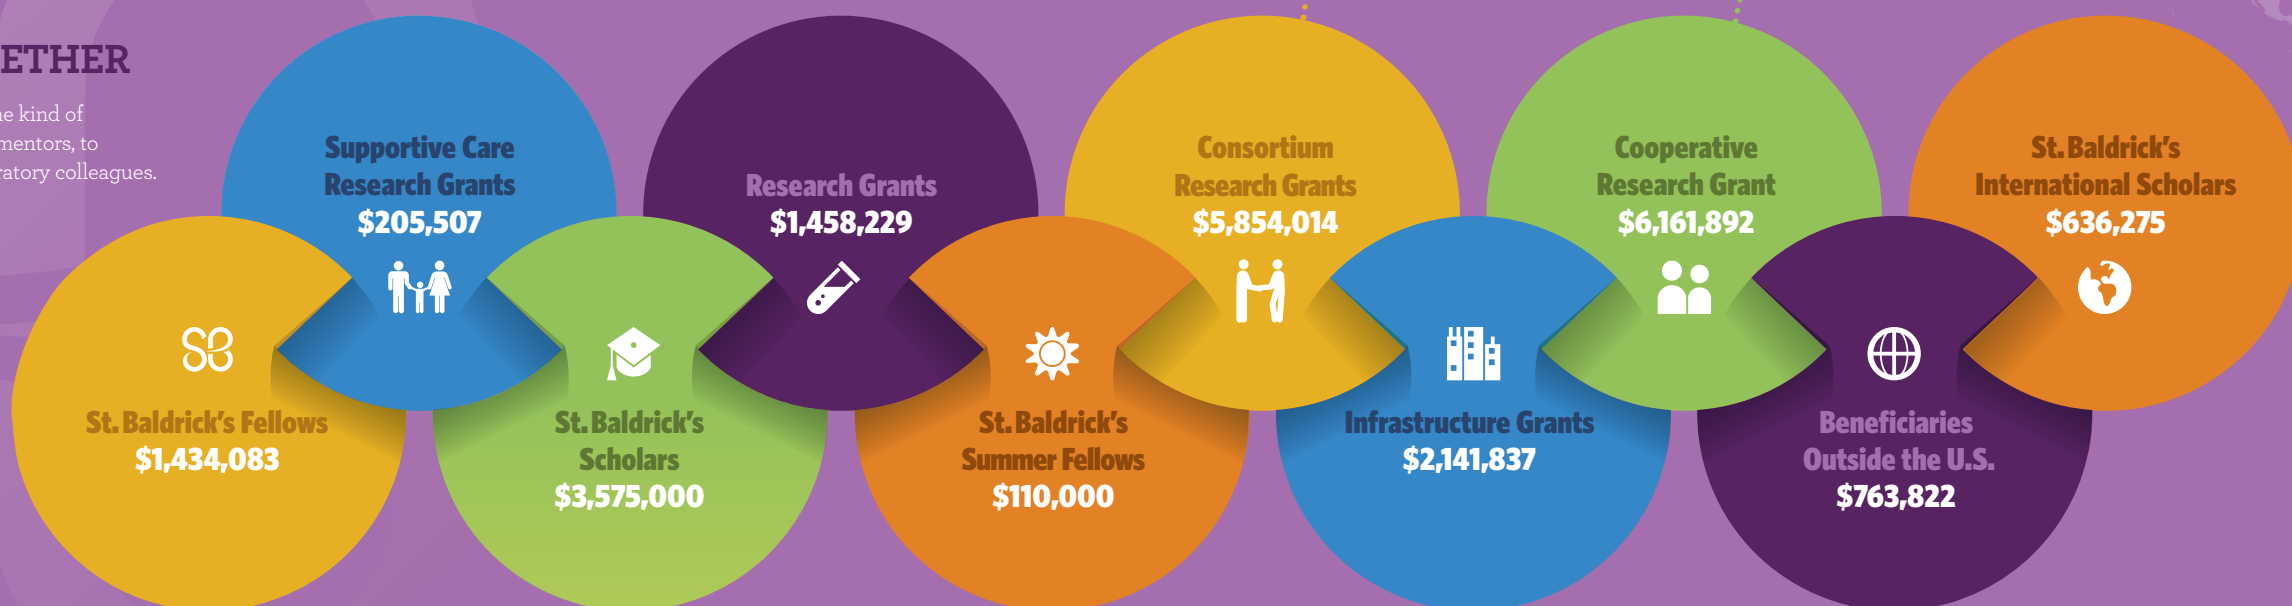 ETHER
ne kind of
mentors, to
ratory colleagues.
Supportive Care
Research Grants
$205,507
Research Grants
$1,458,229
Consortium
Research Grants
$5,854,014
Cooperative
Research Grant
$6,161,892
St. Baldrick's
International Scholars
$636,275
SB
St. Baldrick's Fellows
$1,434,083
St. Baldrick's
Scholars
$3,575,000
St. Baldrick's
Summer Fellows
$110,000
Infrastructure Grants
$2,141,837
Beneficiaries
Outside the U.S.
$763,822